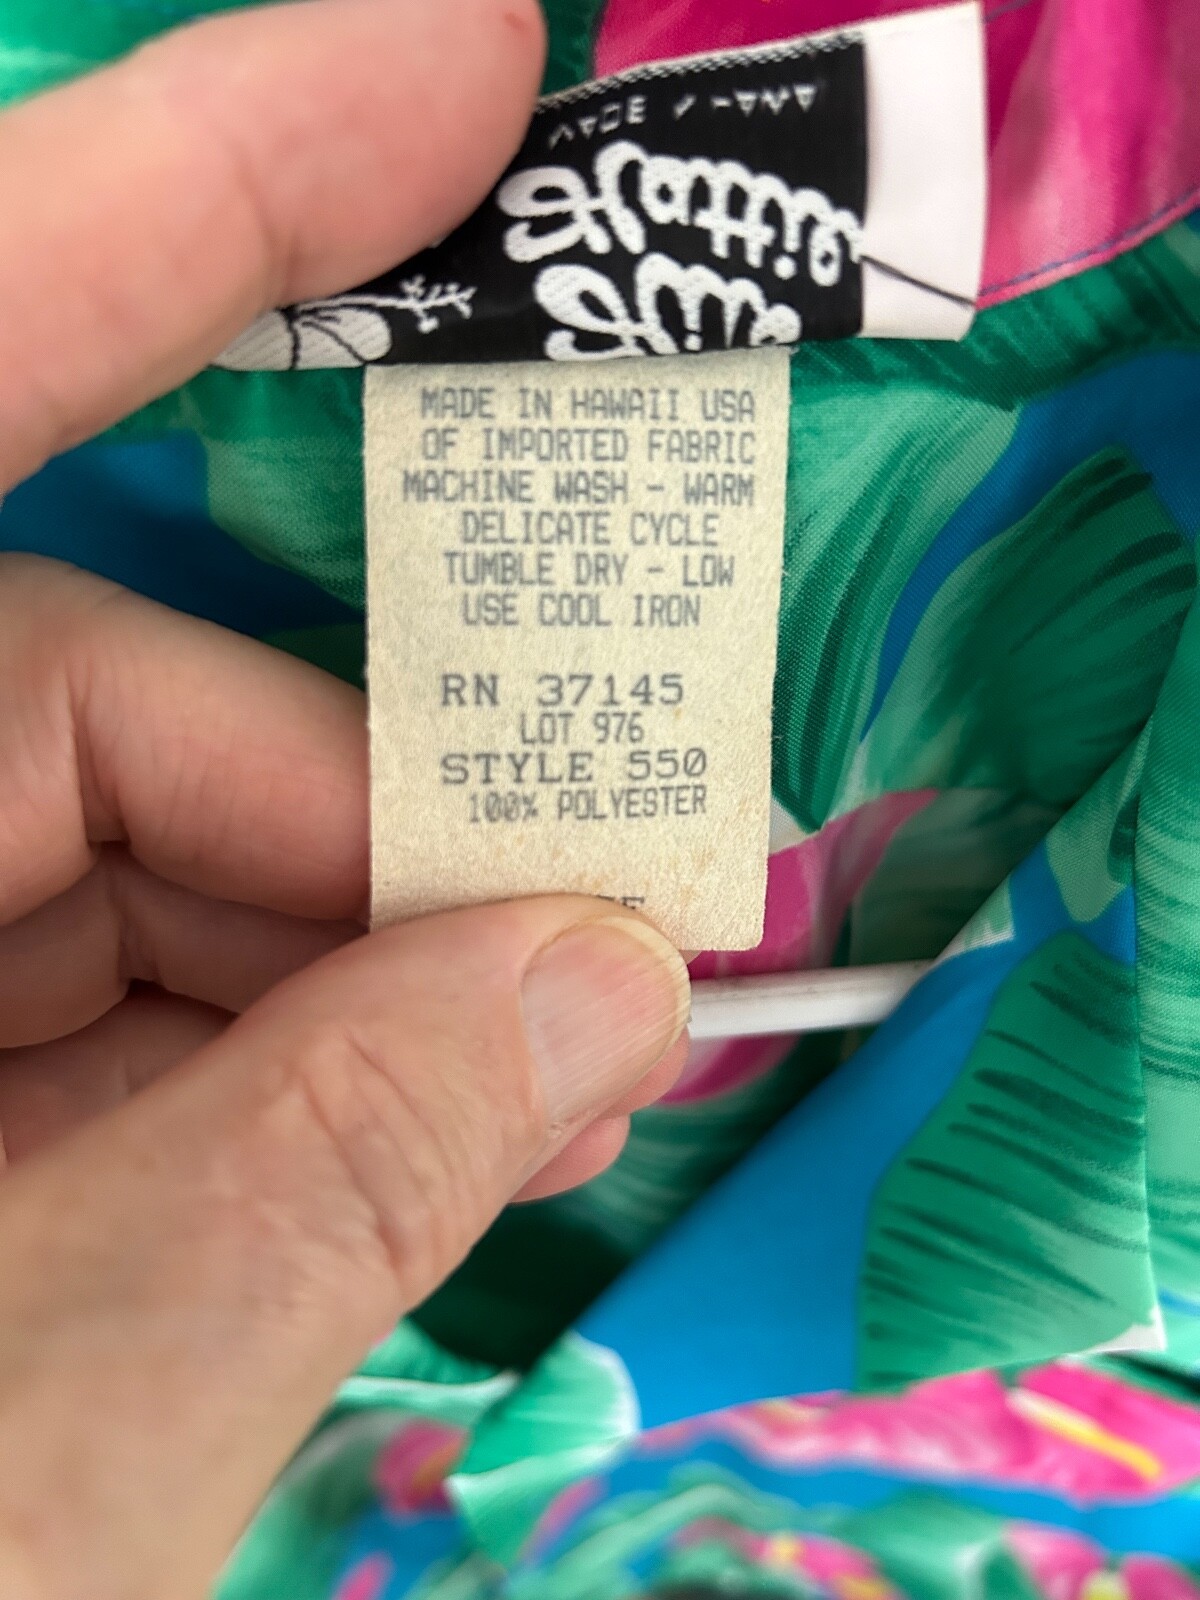 MADE IN HAWAII USA
OF IMPORTED FABRIC
MACHINE WASH - WARM
DELICATE CYCLE
TUMBLE DRY - LOW
USE COOL IRON
RN 37145
LOT 976
STYLE 550
100% POLYESTER